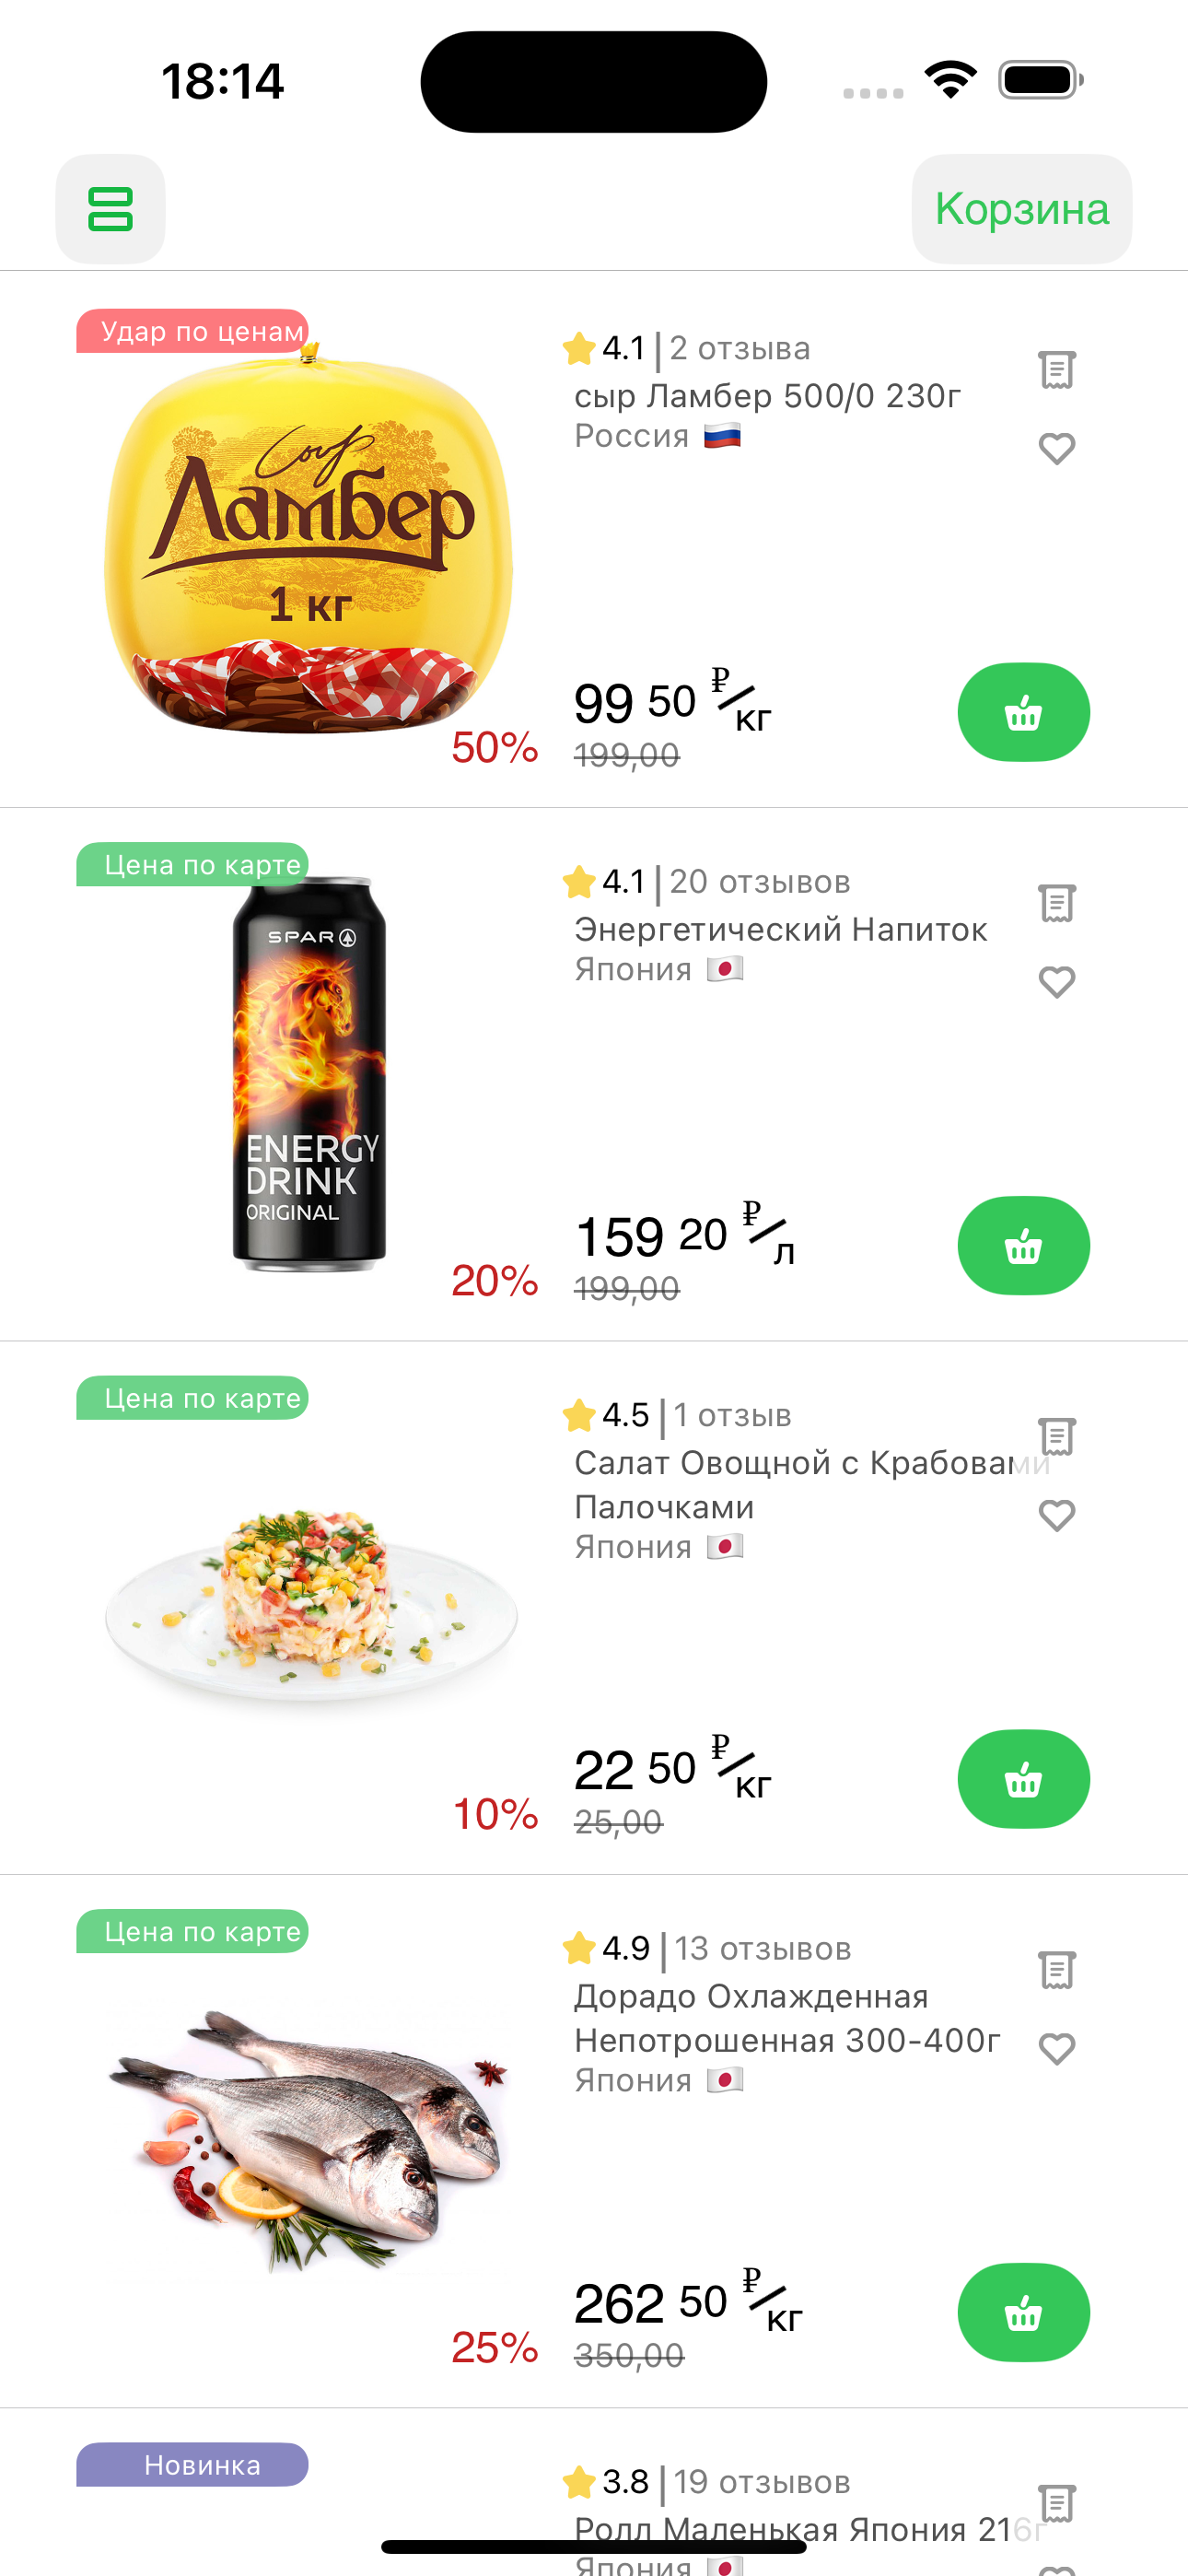 18:14
Корзина
Удар по ценам
4.1 | 2 отзыва
сыр Ламбер 500/0 230г
Россия
Сыр
Ламбер
1 кг
50%
99 50 ₽/кг
199,00
Цена по карте
4.1 | 20 отзывов
Энергетический Напиток
Япония
SPAR
ENERGY
DRINK
ORIGINAL
20%
159 20 ₽/л
199,00
Цена по карте
4.5 | 1 отзыв
Салат Овощной с Крабовами
Палочками
Япония
10%
22 50 ₽/кг
25,00
Цена по карте
4.9 | 13 отзывов
Дорадо Охлажденная
Непотрошенная 300-400г
Япония
25%
262 50 ₽/кг
350,00
Новинка
3.8 | 19 отзывов
Ролл Маленькая Япония 216г
Япония